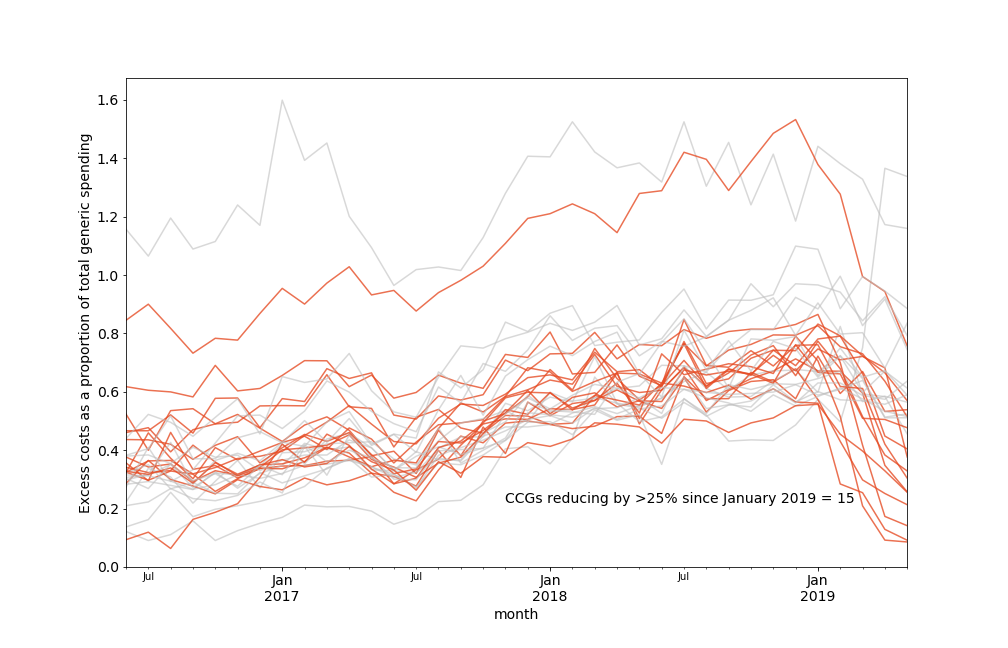 Excess costs as a proportion of total generic spending
1.6
1.4
1.2
1.0
0.8
0.6
0.4
0.2
0.0
CCGs reducing by >25% since January 2019 = 15
Jul Jan Jul Jan Jul Jan
2017 2018 2019
month